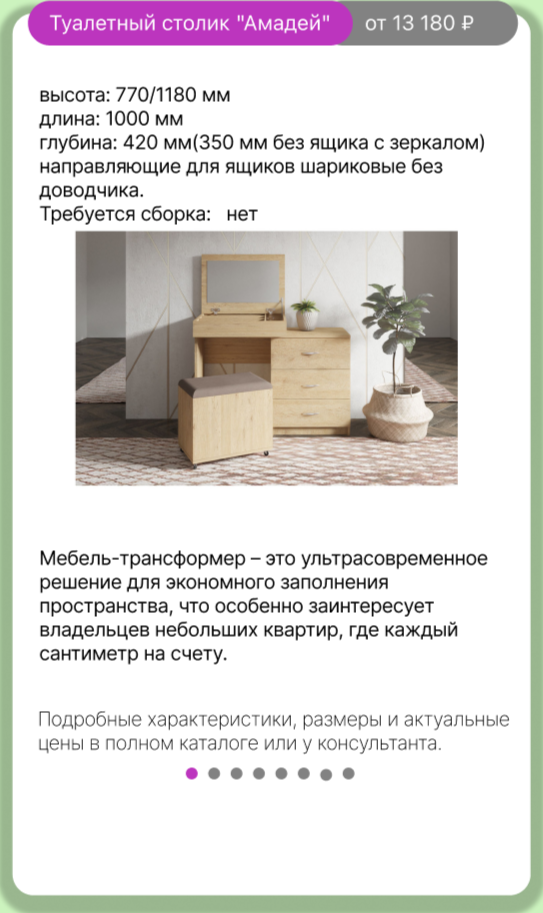 Туалетный столик "Амадей" от 13 180 ₽
высота: 770/1180 мм
длина: 1000 мм
глубина: 420 мм(350 мм без ящика с зеркалом)
направляющие для ящиков шариковые без
доводчика.
Требуется сборка: нет
Мебель-трансформер – это ультрасовременное
решение для экономного заполнения
пространства, что особенно заинтересует
владельцев небольших квартир, где каждый
сантиметр на счету.
Подробные характеристики, размеры и актуальные
цены в полном каталоге или у консультанта.